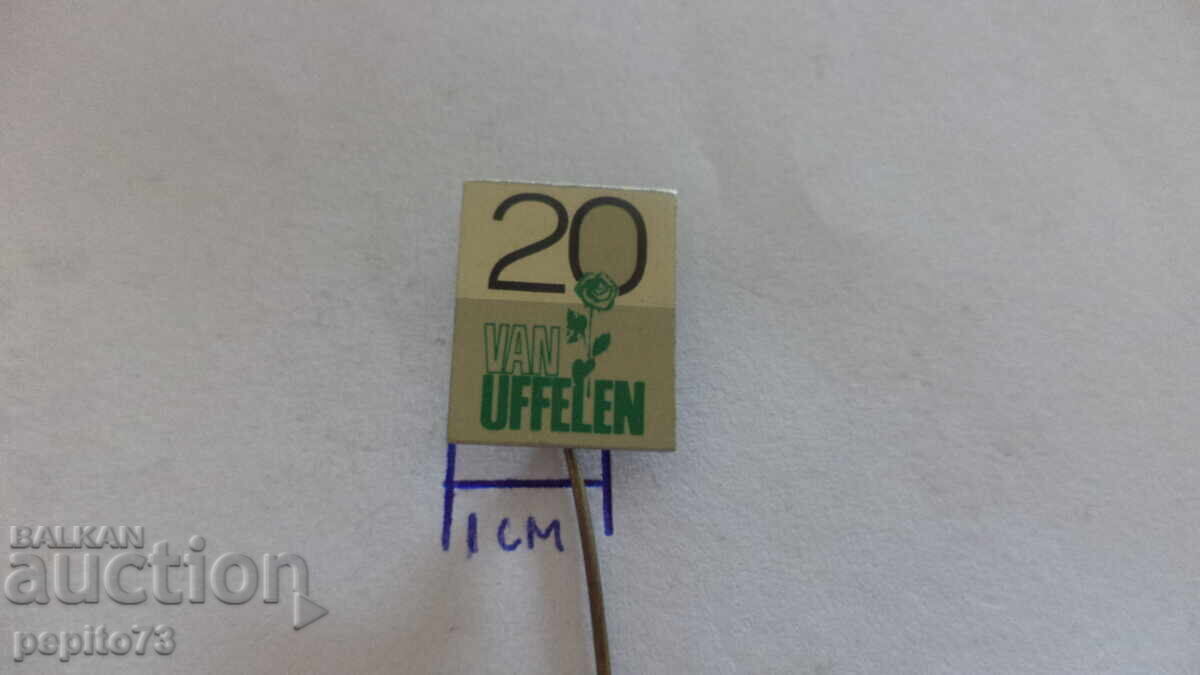 20
VAN
UFFELEN
1 CM
BALKAN
auction
pepito73